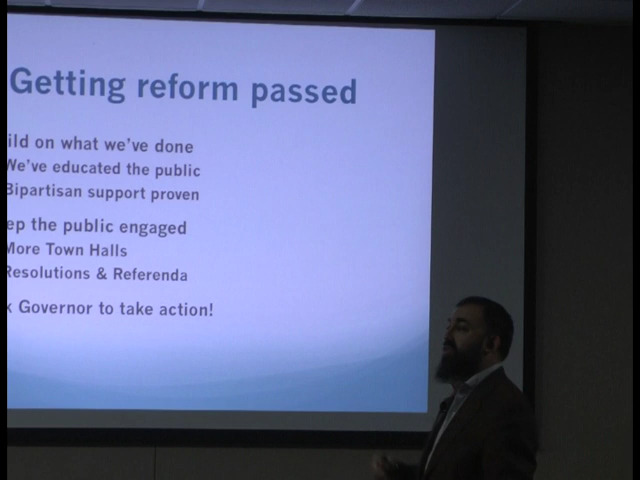 Getting reform passed
ild on what we've done
We've educated the public
Bipartisan support proven
ep the public engaged
More Town Halls
Resolutions & Referenda
k Governor to take action!